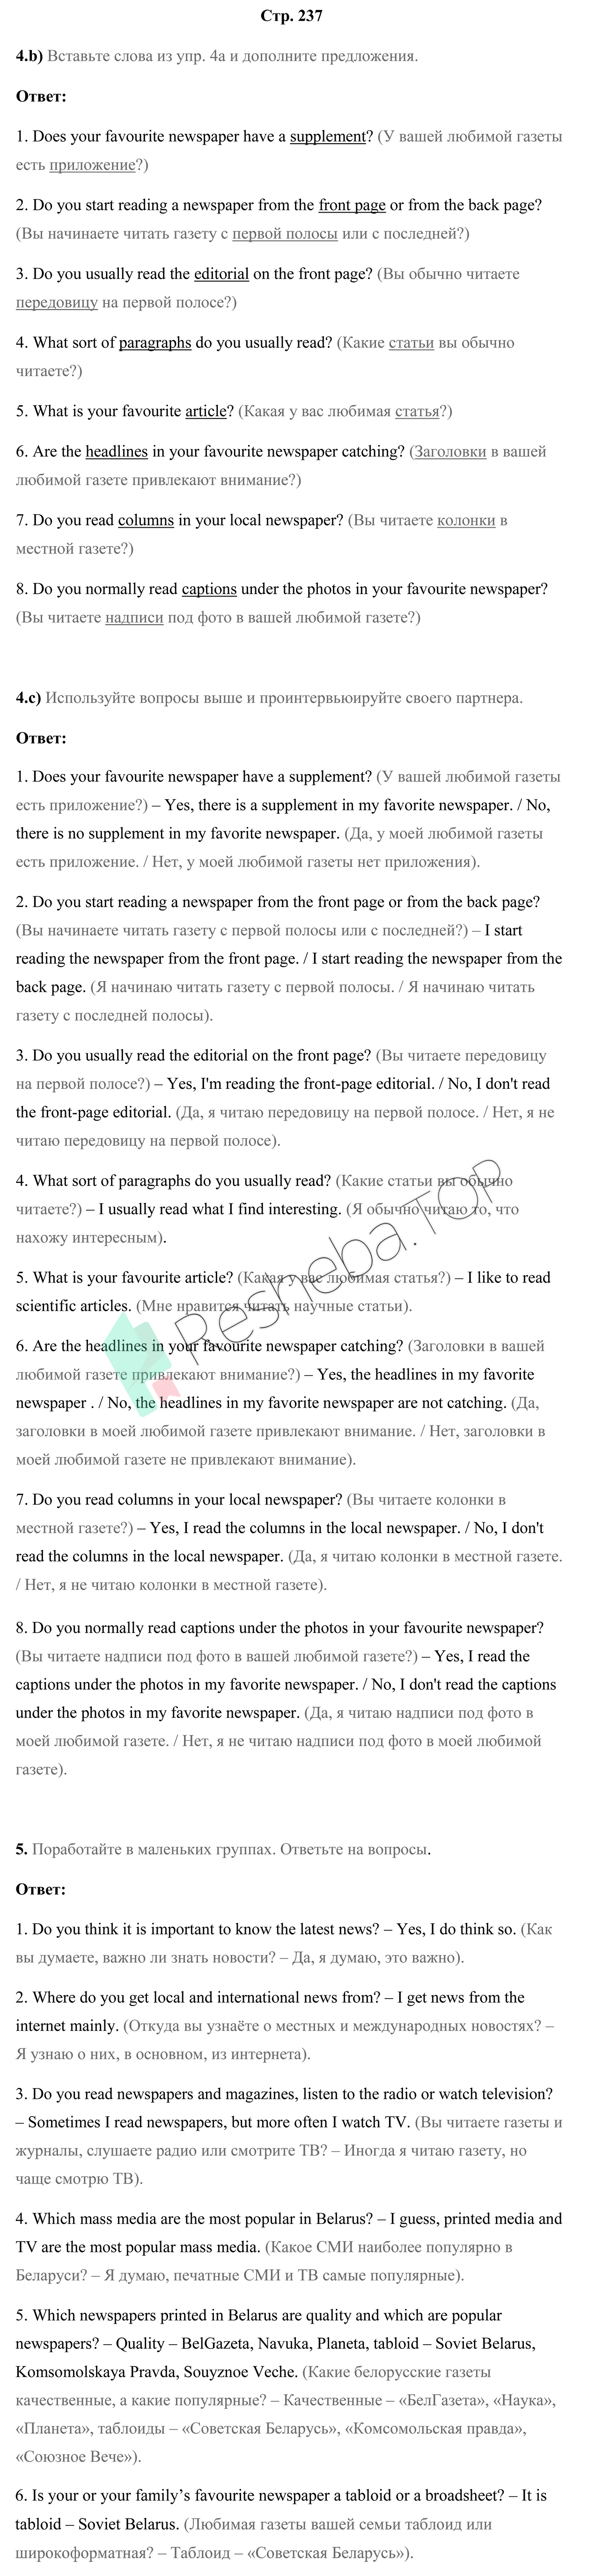 Стр. 237
4.b) Вставьте слова из упр. 4а и дополните предложения.
Ответ:
1. Does your favourite newspaper have a supplement? (У вашей любимой газеты
есть приложение?)
2. Do you start reading a newspaper from the front page or from the back page?
(Вы начинаете читать газету с первой полосы или с последней?)
3. Do you usually read the editorial on the front page? (Вы обычно читаете
передовицу на первой полосе?)
4. What sort of paragraphs do you usually read? (Какие статьи вы обычно
читаете?)
5. What is your favourite article? (Какая у вас любимая статья?)
6. Are the headlines in your favourite newspaper catching? (Заголовки в вашей
любимой газете привлекают внимание?)
7. Do you read columns in your local newspaper? (Вы читаете колонки в
местной газете?)
8. Do you normally read captions under the photos in your favourite newspaper?
(Вы читаете надписи под фото в вашей любимой газете?)
4.c) Используйте вопросы выше и проинтервьюируйте своего партнера.
Ответ:
1. Does your favourite newspaper have a supplement? (У вашей любимой газеты
есть приложение?) – Yes, there is a supplement in my favorite newspaper. / No,
there is no supplement in my favorite newspaper. (Да, у моей любимой газеты
есть приложение. / Нет, у моей любимой газеты нет приложения).
2. Do you start reading a newspaper from the front page or from the back page?
(Вы начинаете читать газету с первой полосы или с последней?) – I start
reading the newspaper from the front page. / I start reading the newspaper from the
back page. (Я начинаю читать газету с первой полосы. / Я начинаю читать
газету с последней полосы).
3. Do you usually read the editorial on the front page? (Вы читаете передовицу
на первой полосе?) – Yes, I'm reading the front-page editorial. / No, I don't read
the front-page editorial. (Да, я читаю передовицу на первой полосе. / Нет, я не
читаю передовицу на первой полосе).
4. What sort of paragraphs do you usually read? (Какие статьи вы обычно
читаете?) – I usually read what I find interesting. (Я обычно читаю то, что
нахожу интересным).
5. What is your favourite article? (Какая у вас любимая статья?) – I like to read
scientific articles. (Мне нравится читать научные статьи).
Resheba.TOP
6. Are the headlines in your favourite newspaper catching? (Заголовки в вашей
любимой газете привлекают внимание?) – Yes, the headlines in my favorite
newspaper . / No, the headlines in my favorite newspaper are not catching. (Да,
заголовки в моей любимой газете привлекают внимание. / Нет, заголовки в
моей любимой газете не привлекают внимание).
7. Do you read columns in your local newspaper? (Вы читаете колонки в
местной газете?) – Yes, I read the columns in the local newspaper. / No, I don't
read the columns in the local newspaper. (Да, я читаю колонки в местной газете.
/ Нет, я не читаю колонки в местной газете).
8. Do you normally read captions under the photos in your favourite newspaper?
(Вы читаете надписи под фото в вашей любимой газете?) – Yes, I read the
captions under the photos in my favorite newspaper. / No, I don't read the captions
under the photos in my favorite newspaper. (Да, я читаю надписи под фото в
моей любимой газете. / Нет, я не читаю надписи под фото в моей любимой
газете).
5. Поработайте в маленьких группах. Ответьте на вопросы.
Ответ:
1. Do you think it is important to know the latest news? – Yes, I do think so. (Как
вы думаете, важно ли знать новости? – Да, я думаю, это важно).
2. Where do you get local and international news from? – I get news from the
internet mainly. (Откуда вы узнаёте о местных и международных новостях? –
Я узнаю о них, в основном, из интернета).
3. Do you read newspapers and magazines, listen to the radio or watch television?
– Sometimes I read newspapers, but more often I watch TV. (Вы читаете газеты и
журналы, слушаете радио или смотрите ТВ? – Иногда я читаю газету, но
чаще смотрю ТВ).
4. Which mass media are the most popular in Belarus? – I guess, printed media and
TV are the most popular mass media. (Какое СМИ наиболее популярно в
Беларуси? – Я думаю, печатные СМИ и ТВ самые популярные).
5. Which newspapers printed in Belarus are quality and which are popular
newspapers? – Quality – BelGazeta, Navuka, Planeta, tabloid – Soviet Belarus,
Komsomolskaya Pravda, Souyznoe Veche. (Какие белорусские газеты
качественные, а какие популярные? – Качественные – «БелГазета», «Наука»,
«Планета», таблоиды – «Советская Беларусь», «Комсомольская правда»,
«Союзное Вече»).
6. Is your or your family’s favourite newspaper a tabloid or a broadsheet? – It is
tabloid – Soviet Belarus. (Любимая газеты вашей семьи таблоид или
широкоформатная? – Таблоид – «Советская Беларусь»).